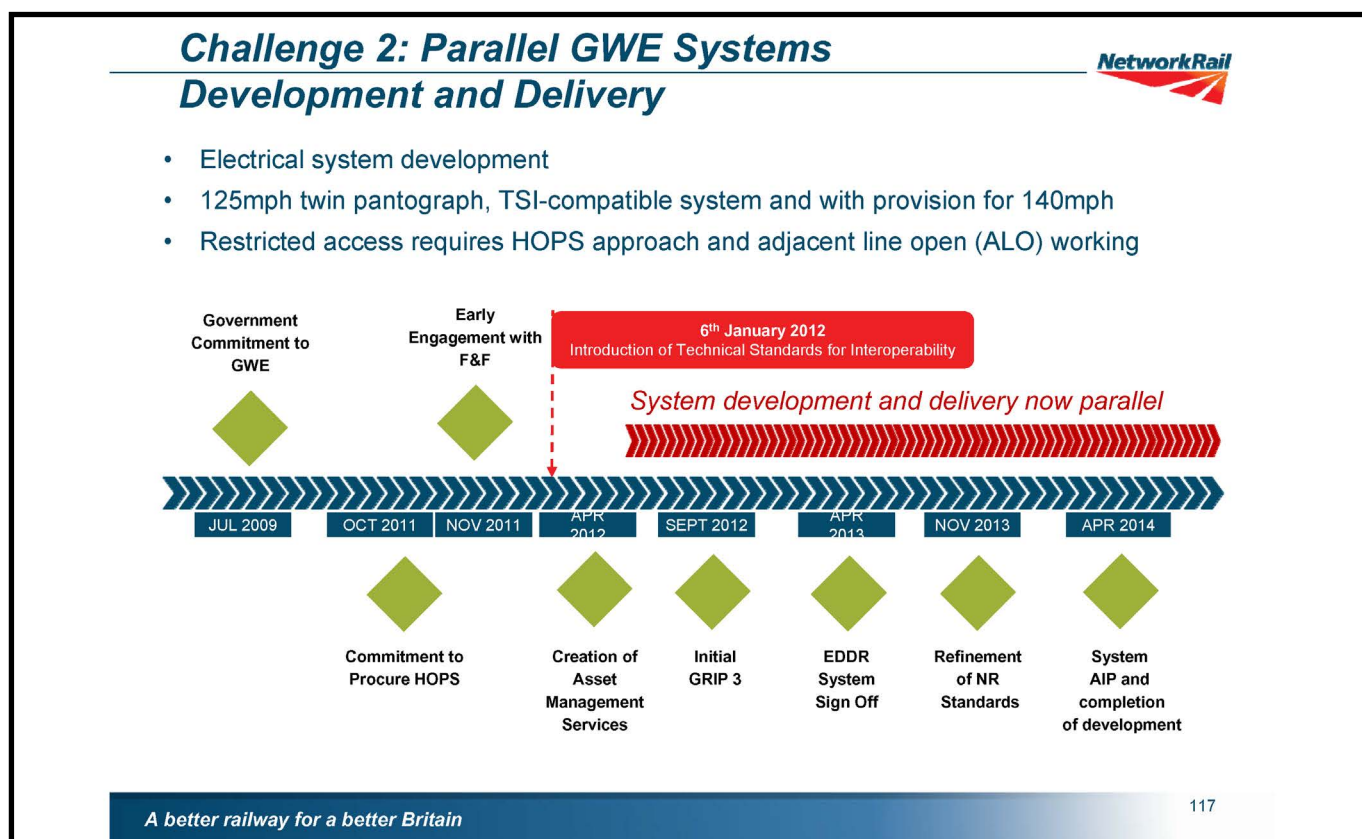 Challenge 2: Parallel GWE Systems
Development and Delivery
NetworkRail
• Electrical system development
• 125mph twin pantograph, TSI-compatible system and with provision for 140mph
• Restricted access requires HOPS approach and adjacent line open (ALO) working
Government
Commitment to
GWE
Early
Engagement with
F&F
6th January 2012
Introduction of Technical Standards for Interoperability
System development and delivery now parallel
JUL 2009
OCT 2011
NOV 2011
APR
2012
SEPT 2012
APR
2013
NOV 2013
APR 2014
Commitment to
Procure HOPS
Creation of
Asset
Management
Services
Initial
GRIP 3
EDDR
System
Sign Off
Refinement
of NR
Standards
System
AIP and
completion
of development
A better railway for a better Britain
117